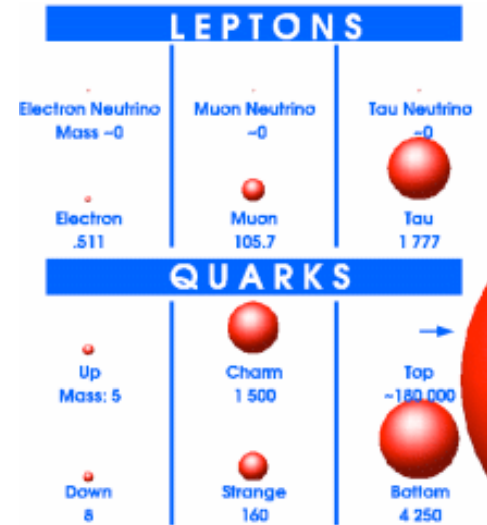 LEPTONS
Electron Neutrino Muon Neutrino Tau Neutrino
Mass ~0 ~0 ~0
Electron Muon Tau
.511 105.7 1 777
QUARKS
Up Charm Top
Mass: 5 1 500 ~180 000
Down Strange Bottom
8 160 4 250